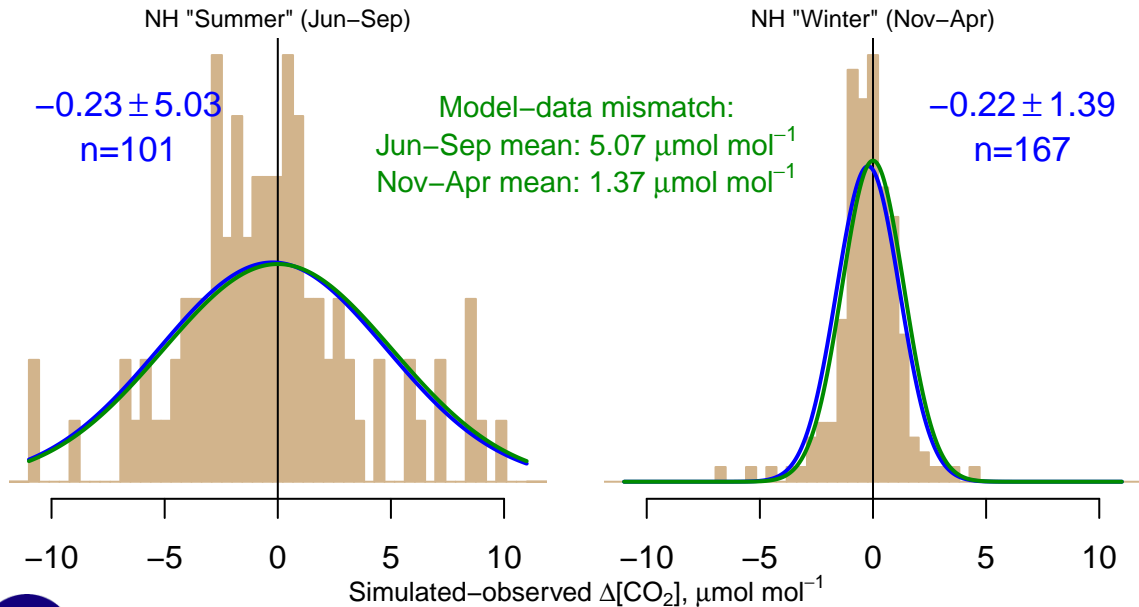 NH "Summer" (Jun−Sep)
NH "Winter" (Nov−Apr)
−0.23 ± 5.03
n=101
Model−data mismatch:
Jun−Sep mean: 5.07 μmol mol⁻¹
Nov−Apr mean: 1.37 μmol mol⁻¹
−0.22 ± 1.39
n=167
−10 −5 0 5 10
−10 −5 0 5 10
Simulated−observed Δ[CO₂], μmol mol⁻¹